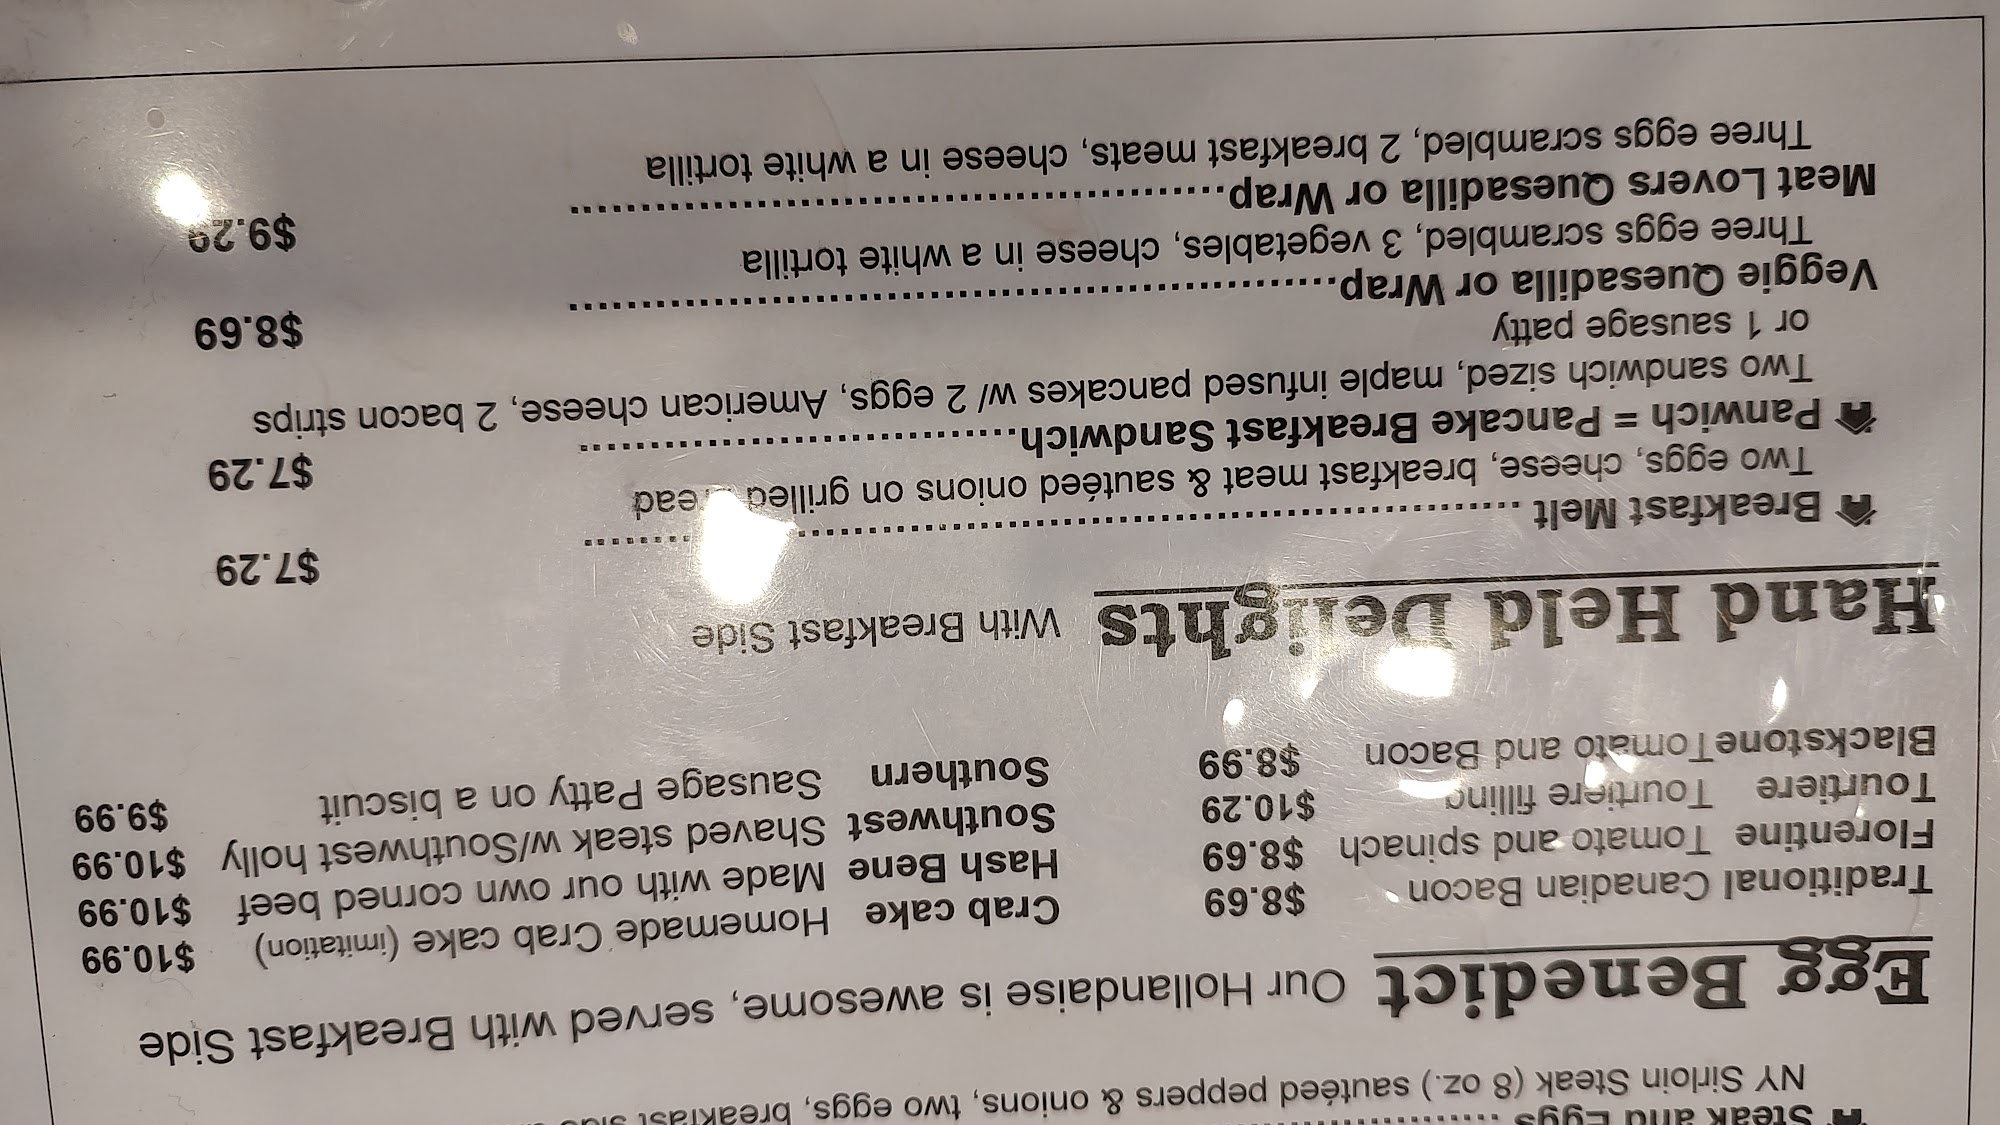 Steak and Eggs
NY Sirloin Steak (8 oz.) sautéed peppers & onions, two eggs, breakfast
Egg Benedict Our Hollandaise is awesome, served with Breakfast Side
Traditional Canadian Bacon $8.69 Crab cake Homemade Crab cake (imitation) $10.99
Florentine Tomato and spinach $8.69 Hash Bene Made with our own corned beef $10.99
Tourtiere Tourtiere filling $10.29 Southwest Shaved steak w/Southwest holly $10.99
Blackstone Tomato and Bacon $8.99 Southern Sausage Patty on a biscuit $9.99
Hand Held Delights With Breakfast Side
Breakfast Melt $7.29
Two eggs, cheese, breakfast meat & sautéed onions on grilled
Panwich = Pancake Breakfast Sandwich $7.29
Two sandwich sized, maple infused pancakes w/ 2 eggs, American cheese, 2 bacon strips
or 1 sausage patty
Veggie Quesadilla or Wrap $8.69
Three eggs scrambled, 3 vegetables, cheese in a white tortilla
Meat Lovers Quesadilla or Wrap $9.29
Three eggs scrambled, 2 breakfast meats, cheese in a white tortilla